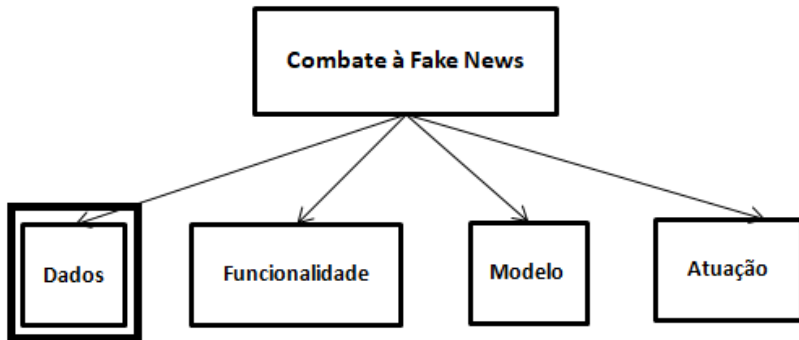 Combate à Fake News
Dados
Funcionalidade
Modelo
Atuação